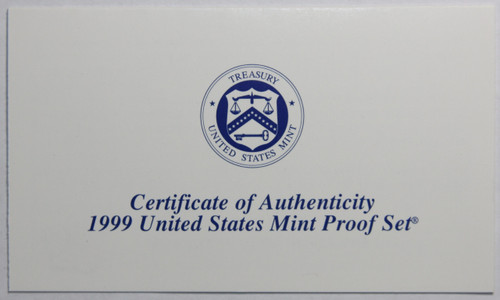 TREASURY
UNITED STATES MINT
Certificate of Authenticity
1999 United States Mint Proof Set®